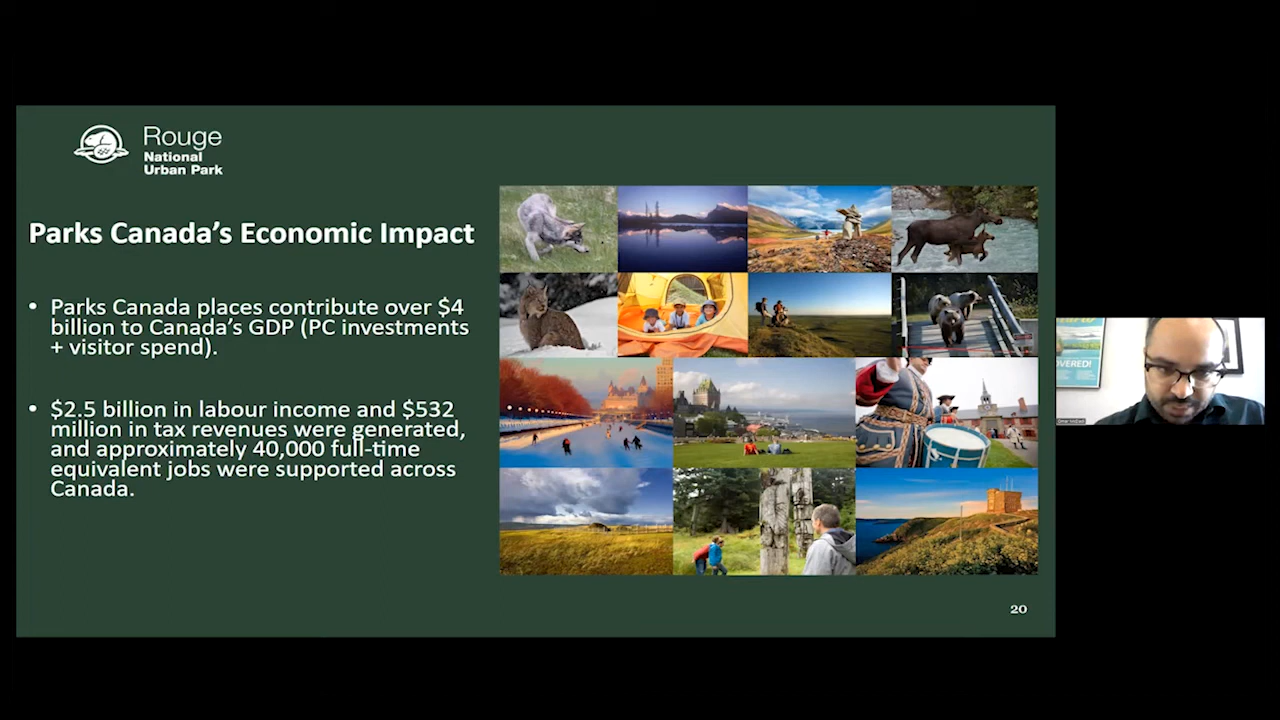 Rouge
National
Urban Park
Parks Canada's Economic Impact
• Parks Canada places contribute over $4
billion to Canada's GDP (PC investments
+ visitor spend).
• $2.5 billion in labour income and $532
million in tax revenues were generated,
and approximately 40,000 full-time
equivalent jobs were supported across
Canada.
20
OVERED!